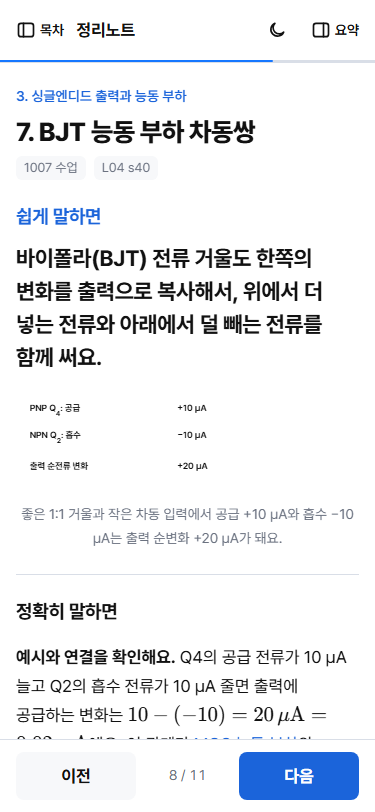 목차 정리노트 요약
3. 싱글엔디드 출력과 능동 부하
7. BJT 능동 부하 차동쌍
1007 수업 L04 s40
쉽게 말하면
바이폴라(BJT) 전류 거울도 한쪽의
변화를 출력으로 복사해서, 위에서 더
넣는 전류와 아래에서 덜 빼는 전류를
함께 써요.
PNP Q4: 공급 +10 μA
NPN Q2: 흡수 −10 μA
출력 순전류 변화 +20 μA
좋은 1:1 거울과 작은 차동 입력에서 공급 +10 μA와 흡수 −10
μA는 출력 순변화 +20 μA가 돼요.
정확히 말하면
예시와 연결을 확인해요. Q4의 공급 전류가 10 μA
늘고 Q2의 흡수 전류가 10 μA 줄면 출력에
공급하는 변화는 10 − (−10) = 20 μA =
이전 8 / 11 다음